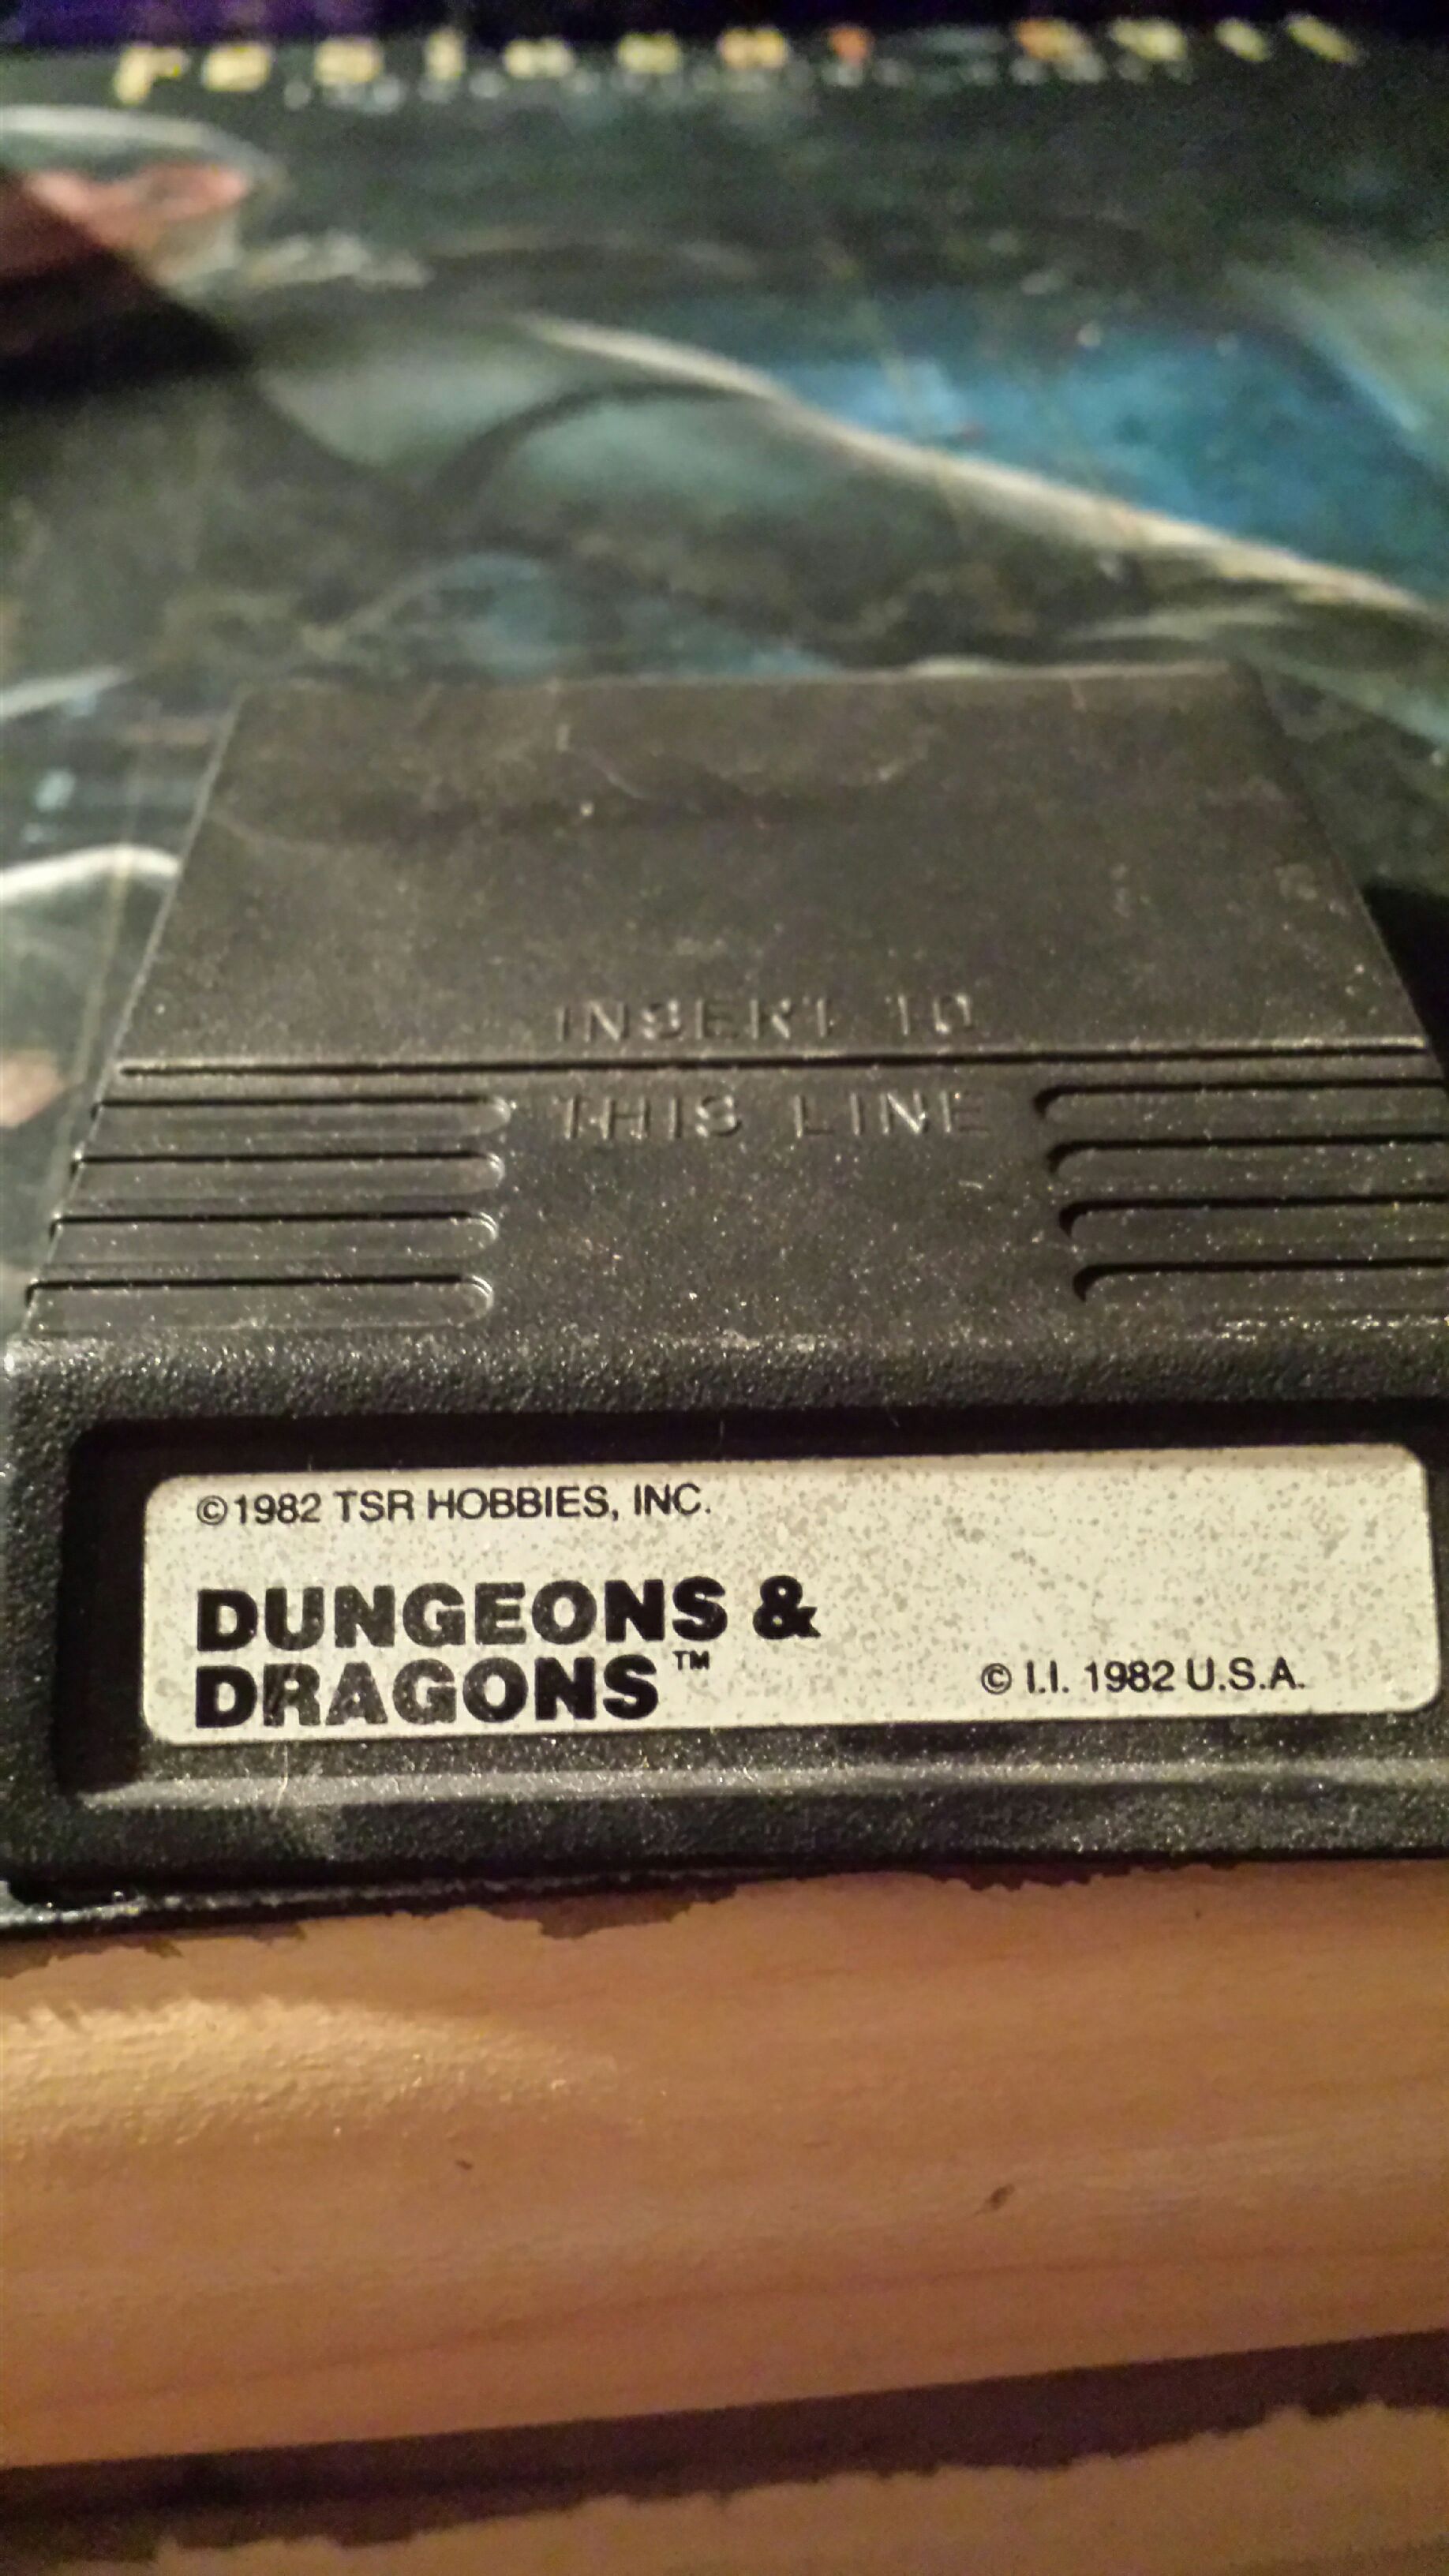 INSERT TO
THIS LINE
©1982 TSR HOBBIES, INC.
DUNGEONS &
DRAGONS™
© I.I. 1982 U.S.A.